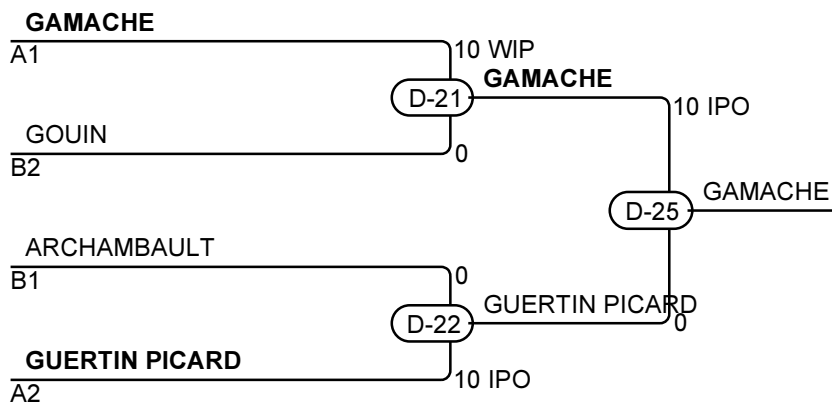 GAMACHE
A1
10 WIP
D-21
GAMACHE
10 IPO
GOUIN
B2
0
D-25
GAMACHE
ARCHAMBAULT
B1
0
D-22
GUERTIN PICARD
0
GUERTIN PICARD
A2
10 IPO